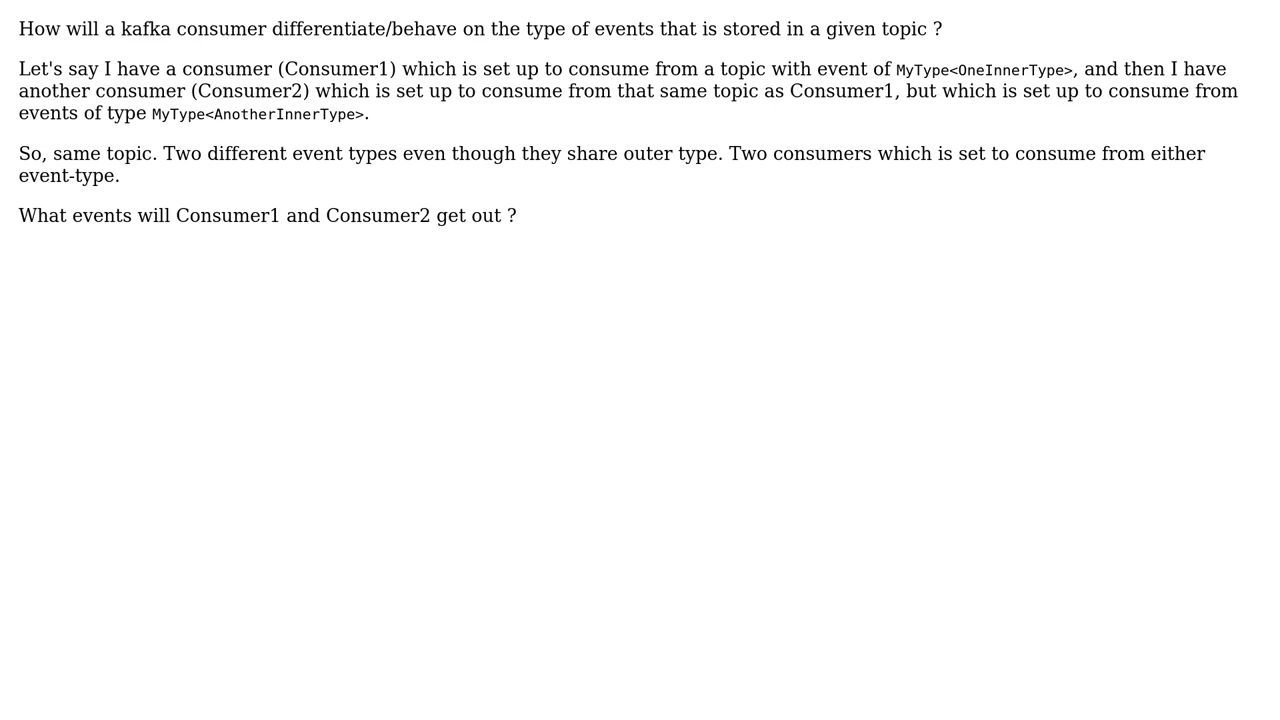 How will a kafka consumer differentiate/behave on the type of events that is stored in a given topic ?
Let's say I have a consumer (Consumer1) which is set up to consume from a topic with event of MyType<OneInnerType>, and then I have
another consumer (Consumer2) which is set up to consume from that same topic as Consumer1, but which is set up to consume from
events of type MyType<AnotherInnerType>.
So, same topic. Two different event types even though they share outer type. Two consumers which is set to consume from either
event-type.
What events will Consumer1 and Consumer2 get out ?